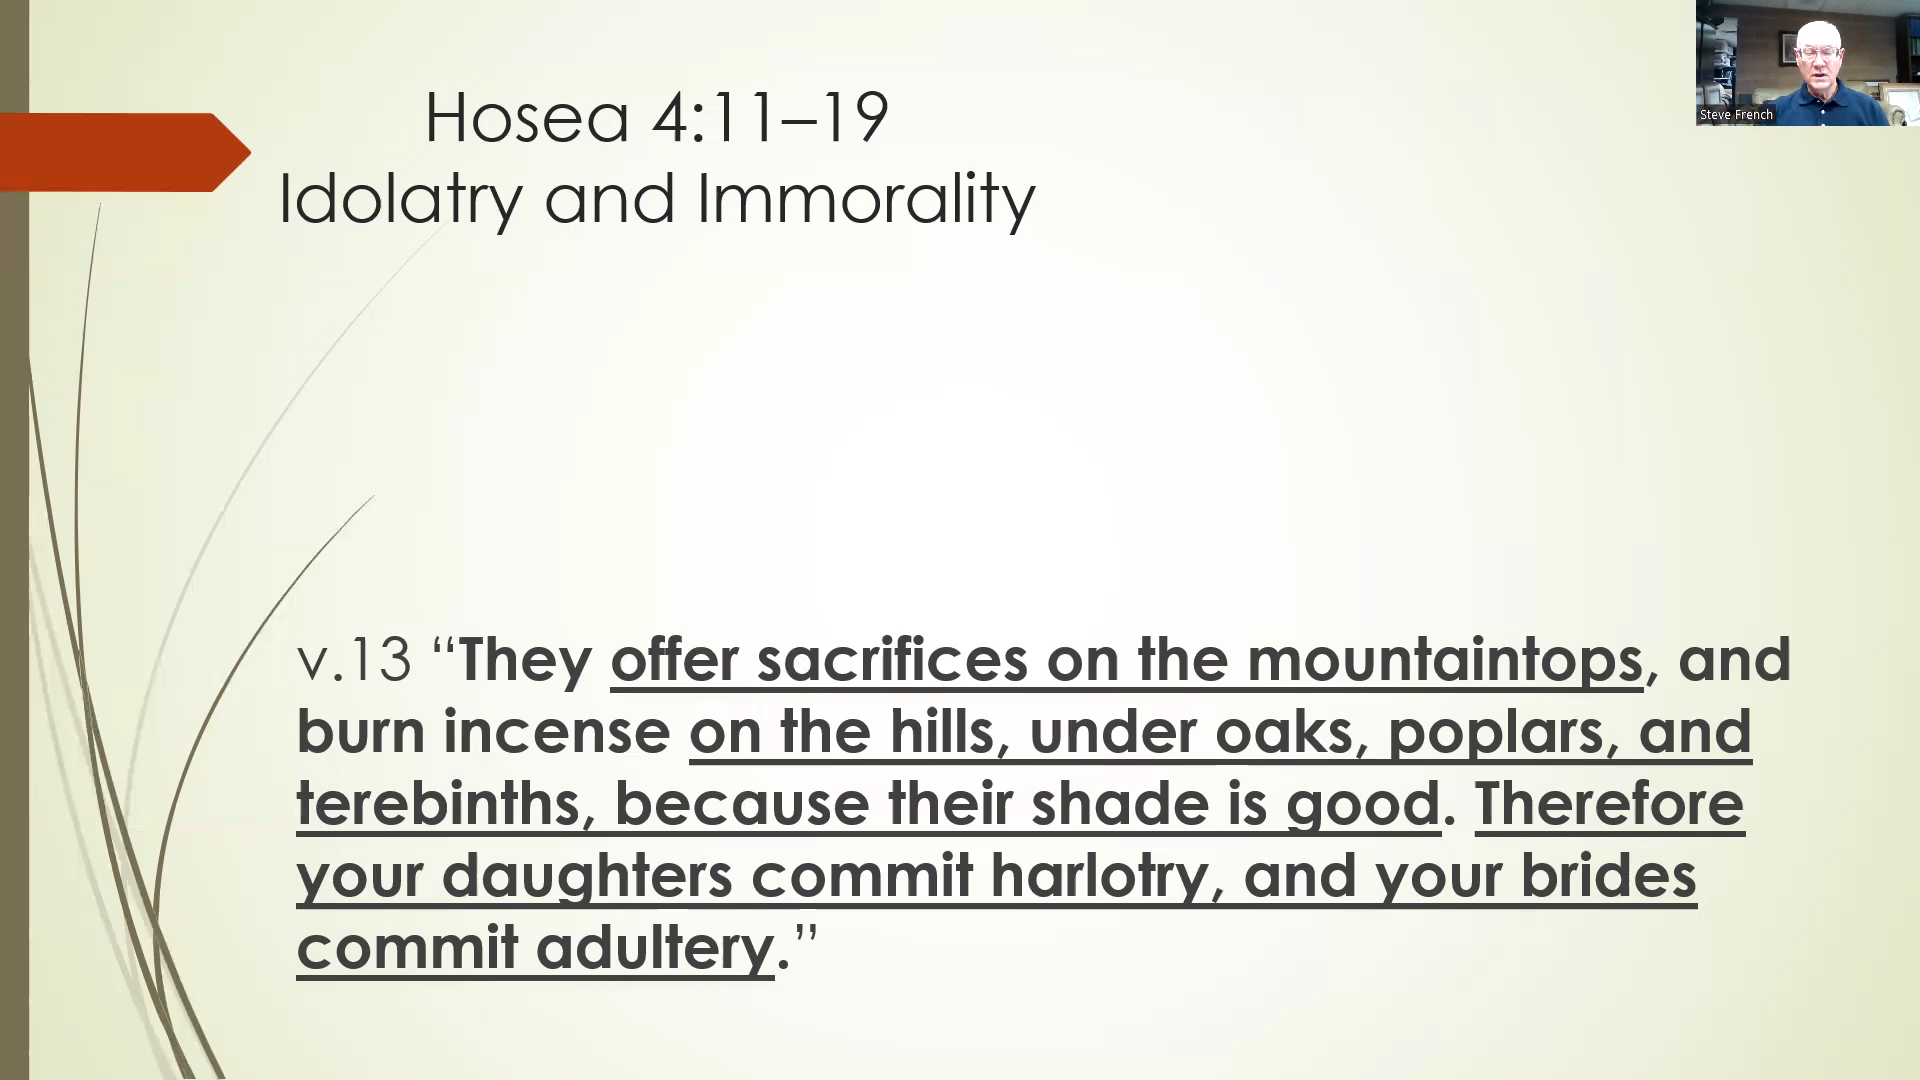 Hosea 4:11–19
Idolatry and Immorality
Steve French
v.13 “They offer sacrifices on the mountaintops, and
burn incense on the hills, under oaks, poplars, and
terebinths, because their shade is good. Therefore
your daughters commit harlotry, and your brides
commit adultery.”